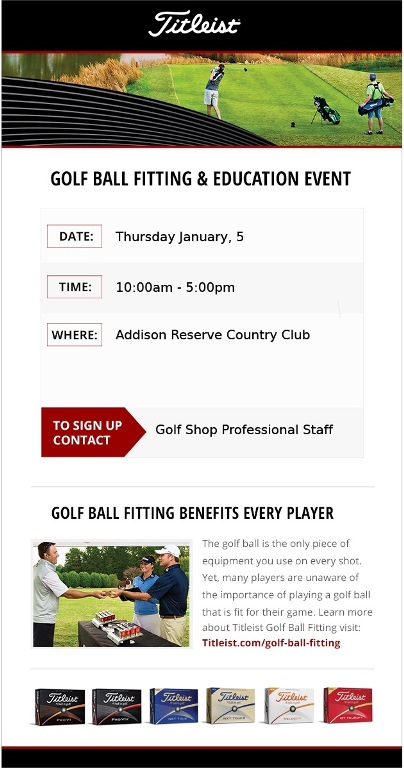 Titleist
GOLF BALL FITTING & EDUCATION EVENT
DATE: Thursday January, 5
TIME: 10:00am - 5:00pm
WHERE: Addison Reserve Country Club
TO SIGN UP
CONTACT
Golf Shop Professional Staff
GOLF BALL FITTING BENEFITS EVERY PLAYER
The golf ball is the only piece of
equipment you use on every shot.
Yet, many players are unaware of
the importance of playing a golf ball
that is fit for their game. Learn more
about Titleist Golf Ball Fitting visit:
Titleist.com/golf-ball-fitting
Titleist Titleist Titleist Titleist Titleist Titleist